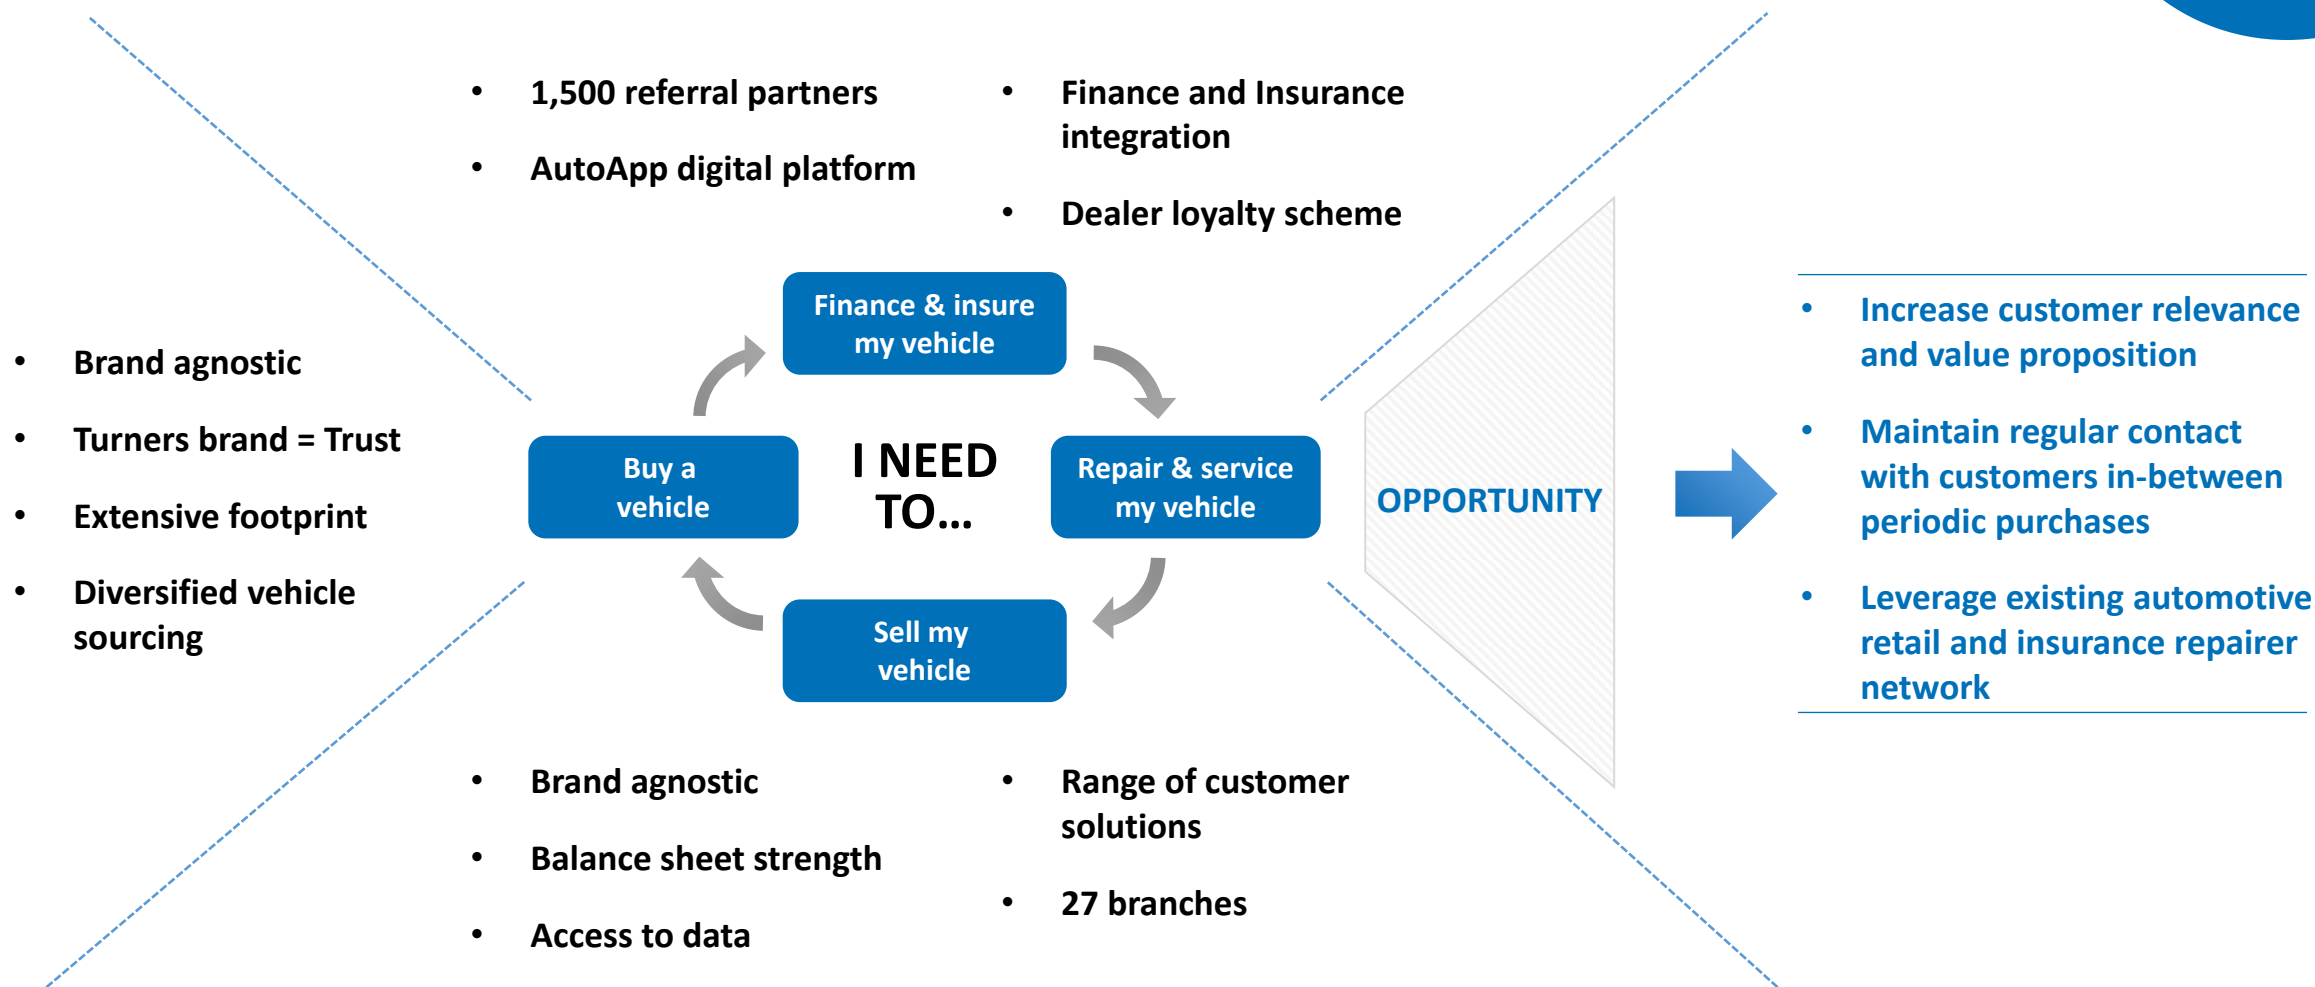 • 1,500 referral partners
• AutoApp digital platform
• Finance and Insurance
integration
• Dealer loyalty scheme
• Brand agnostic
• Turners brand = Trust
• Extensive footprint
• Diversified vehicle
sourcing
Finance & insure
my vehicle
Buy a
vehicle
I NEED
TO...
Repair & service
my vehicle
Sell my
vehicle
OPPORTUNITY
• Increase customer relevance
and value proposition
• Maintain regular contact
with customers in-between
periodic purchases
• Leverage existing automotive
retail and insurance repairer
network
• Brand agnostic
• Balance sheet strength
• Access to data
• Range of customer
solutions
• 27 branches